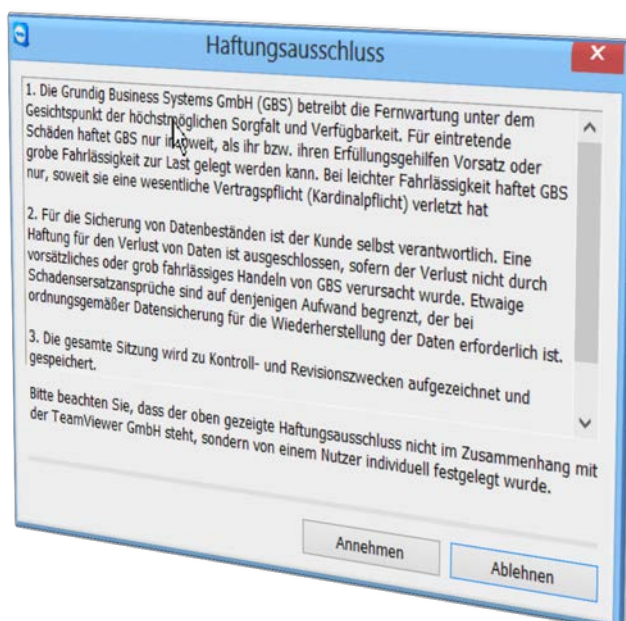 Haftungsausschluss
1. Die Grundig Business Systems GmbH (GBS) betreibt die Fernwartung unter dem
Gesichtspunkt der höchstmöglichen Sorgfalt und Verfügbarkeit. Für eintretende
Schäden haftet GBS nur insoweit, als ihr bzw. ihren Erfüllungsgehilfen Vorsatz oder
grobe Fahrlässigkeit zur Last gelegt werden kann. Bei leichter Fahrlässigkeit haftet GBS
nur, soweit sie eine wesentliche Vertragspflicht (Kardinalpflicht) verletzt hat
2. Für die Sicherung von Datenbeständen ist der Kunde selbst verantwortlich. Eine
Haftung für den Verlust von Daten ist ausgeschlossen, sofern der Verlust nicht durch
vorsätzliches oder grob fahrlässiges Handeln von GBS verursacht wurde. Etwaige
Schadensersatzansprüche sind auf denjenigen Aufwand begrenzt, der bei
ordnungsgemäßer Datensicherung für die Wiederherstellung der Daten erforderlich ist.
3. Die gesamte Sitzung wird zu Kontroll- und Revisionszwecken aufgezeichnet und
gespeichert.
Bitte beachten Sie, dass der oben gezeigte Haftungsausschluss nicht im Zusammenhang mit
der TeamViewer GmbH steht, sondern von einem Nutzer individuell festgelegt wurde.
Annehmen
Ablehnen